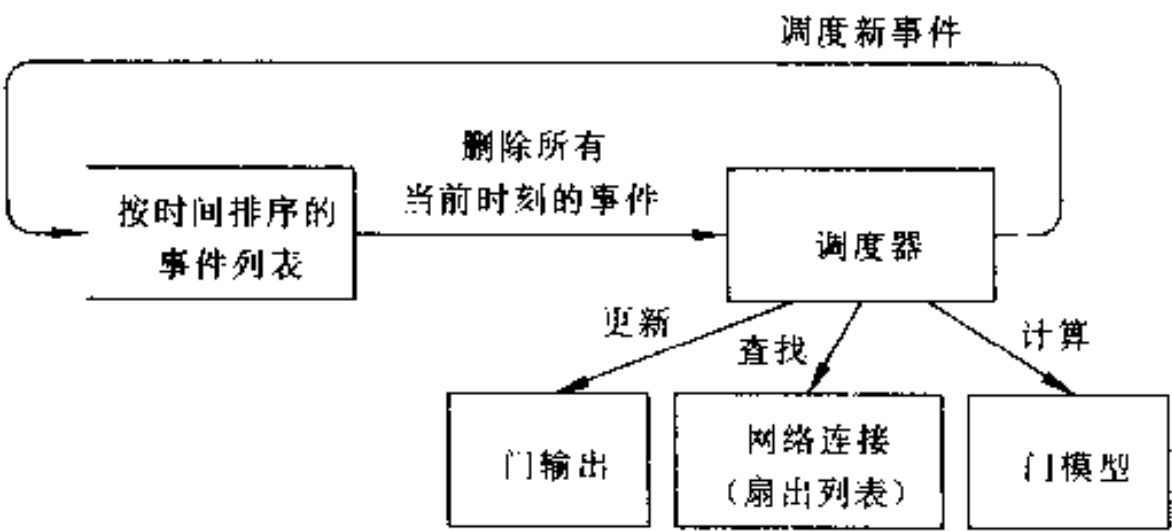 调度新事件
删除所有
当前时刻的事件
按时间排序的
事件列表
调度器
更新
查找
计算
门输出
网络连接
（扇出列表）
门模型